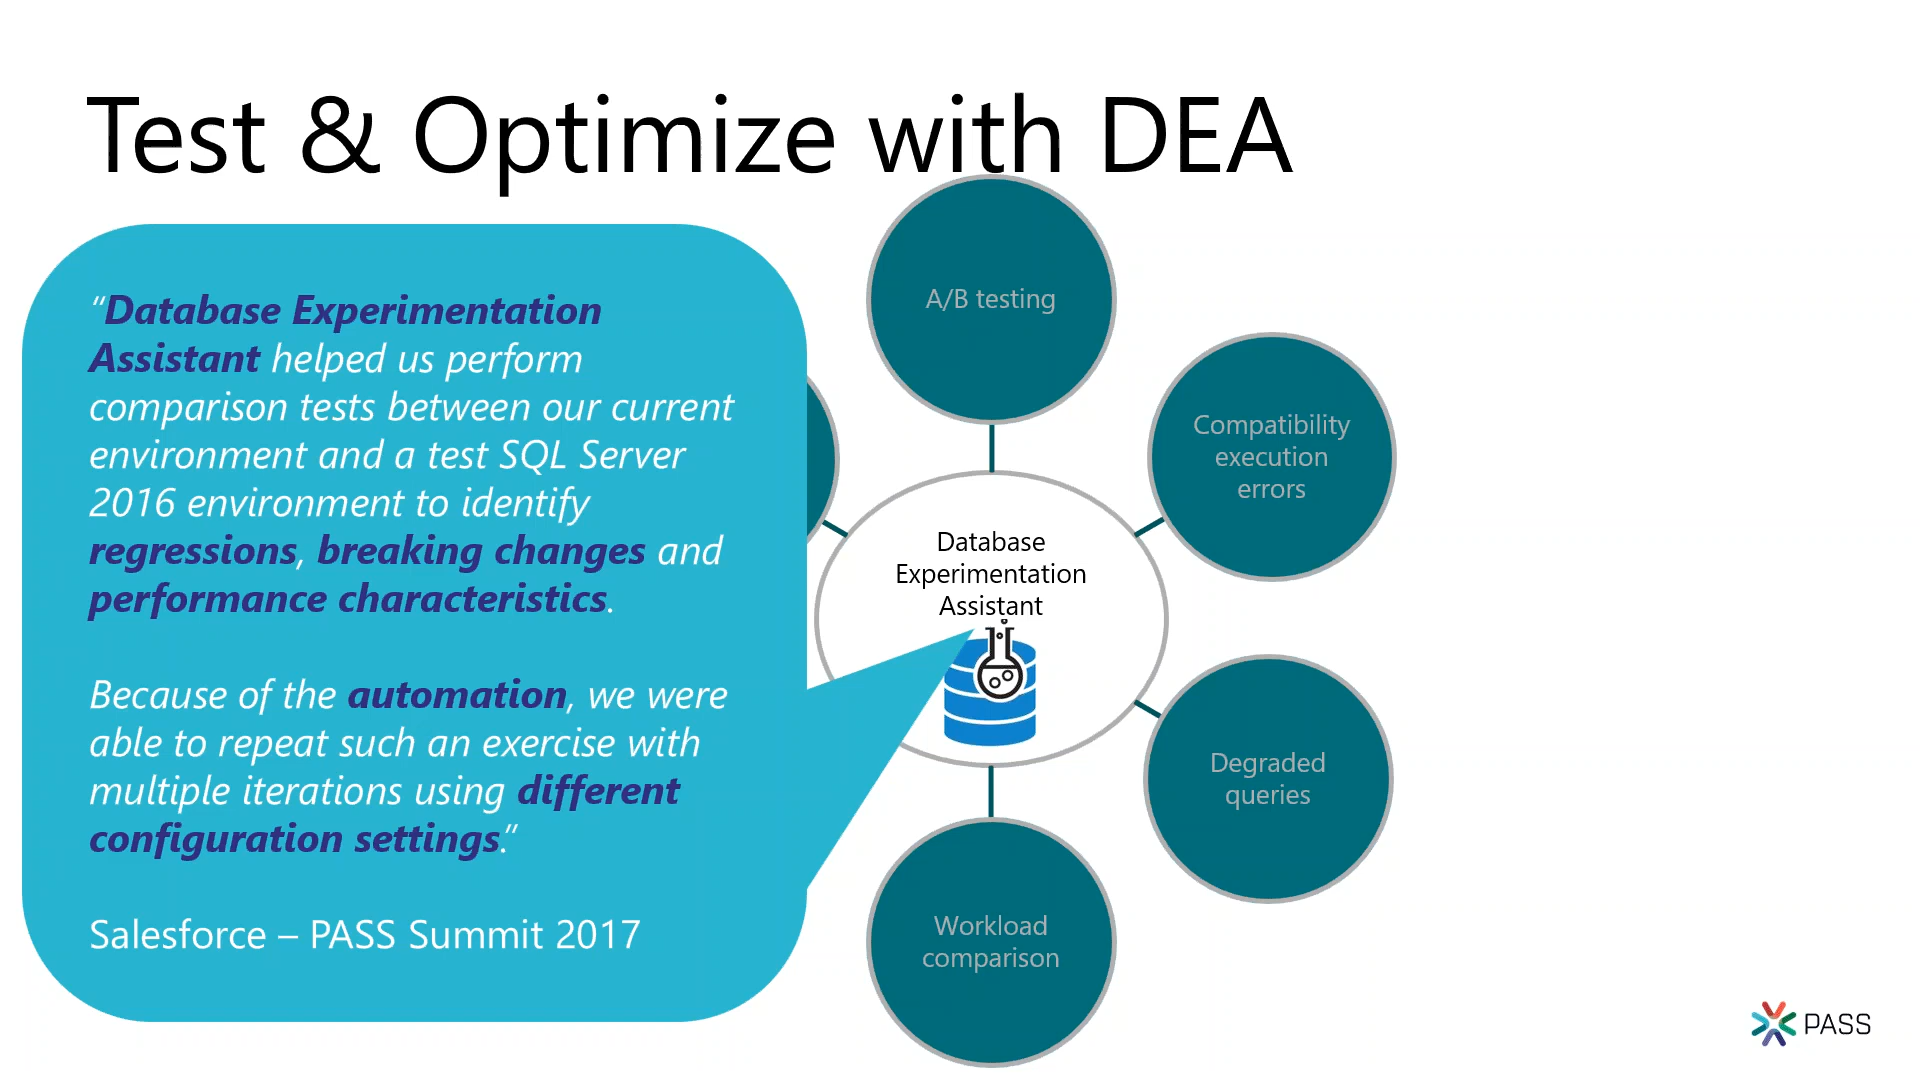 Test & Optimize with DEA
“Database Experimentation
Assistant helped us perform
comparison tests between our current
environment and a test SQL Server
2016 environment to identify
regressions, breaking changes and
performance characteristics.
Because of the automation, we were
able to repeat such an exercise with
multiple iterations using different
configuration settings.”
Salesforce – PASS Summit 2017
A/B testing
Compatibility
execution
errors
Database
Experimentation
Assistant
Degraded
queries
Workload
comparison
PASS